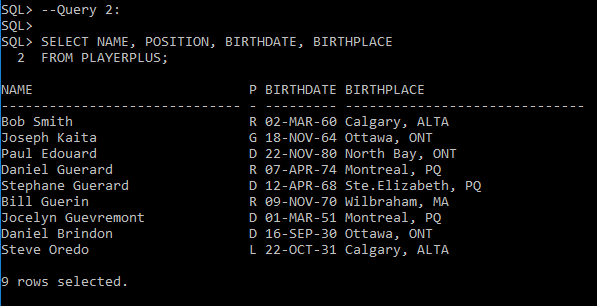 SQL> --Query 2:
SQL>
SQL> SELECT NAME, POSITION, BIRTHDATE, BIRTHPLACE
  2  FROM PLAYERPLUS;
NAME                           P BIRTHDATE BIRTHPLACE
------------------------------ - --------- ------------------------------
Bob Smith                      R 02-MAR-60 Calgary, ALTA
Joseph Kaita                   G 18-NOV-64 Ottawa, ONT
Paul Edouard                   D 22-NOV-80 North Bay, ONT
Daniel Guerard                 R 07-APR-74 Montreal, PQ
Stephane Guerard               D 12-APR-68 Ste.Elizabeth, PQ
Bill Guerin                    R 09-NOV-70 Wilbraham, MA
Jocelyn Guevremont             D 01-MAR-51 Montreal, PQ
Daniel Brindon                 D 16-SEP-30 Ottawa, ONT
Steve Oredo                    L 22-OCT-31 Calgary, ALTA
9 rows selected.